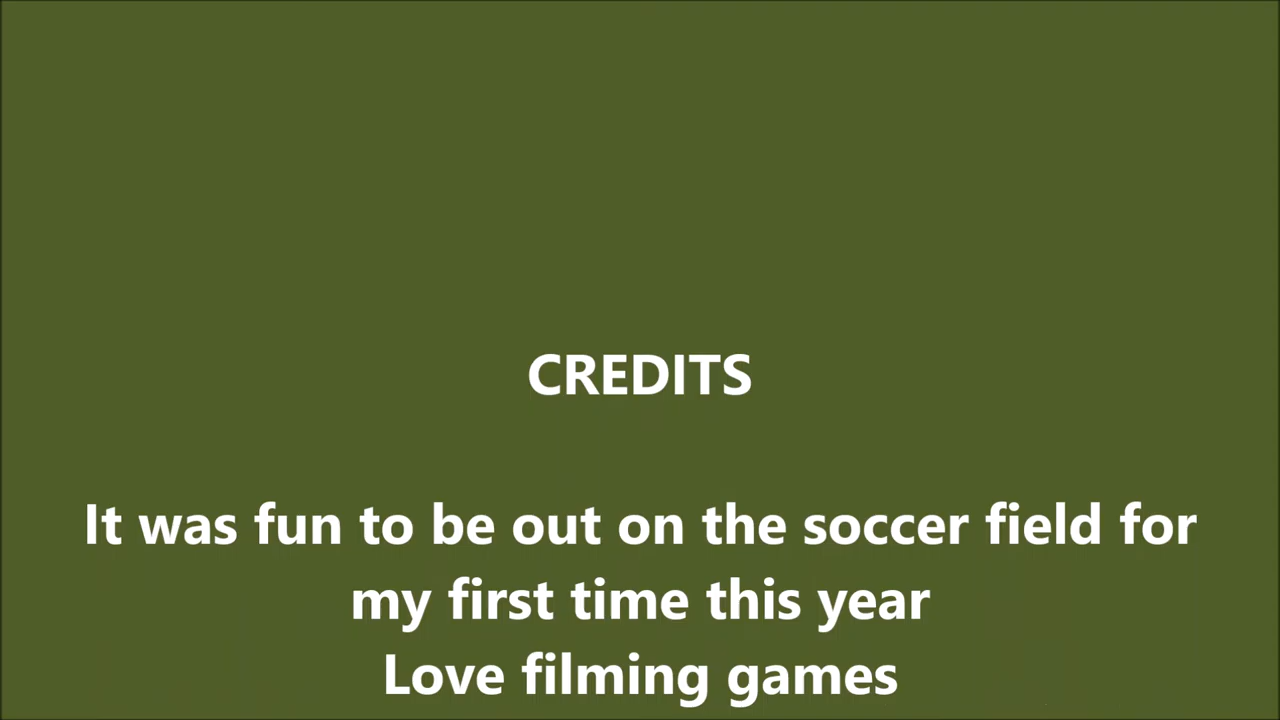 CREDITS
It was fun to be out on the soccer field for
my first time this year
Love filming games